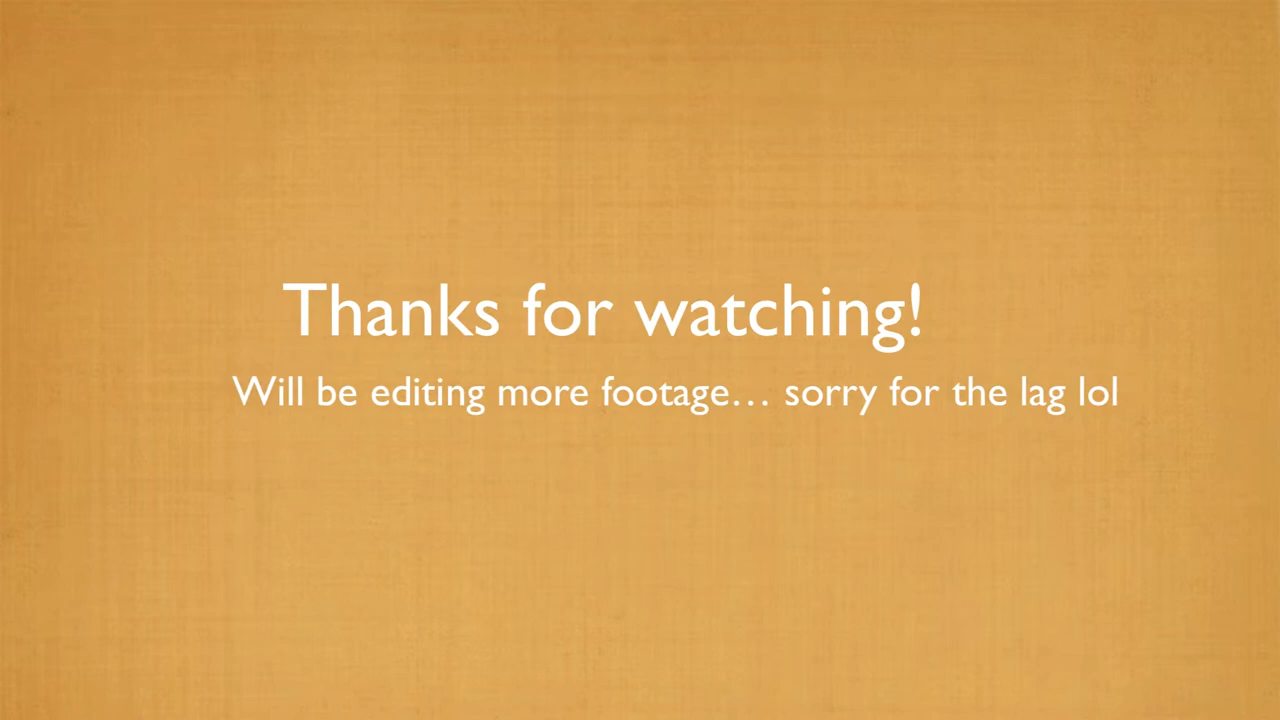 Thanks for watching!
Will be editing more footage… sorry for the lag lol